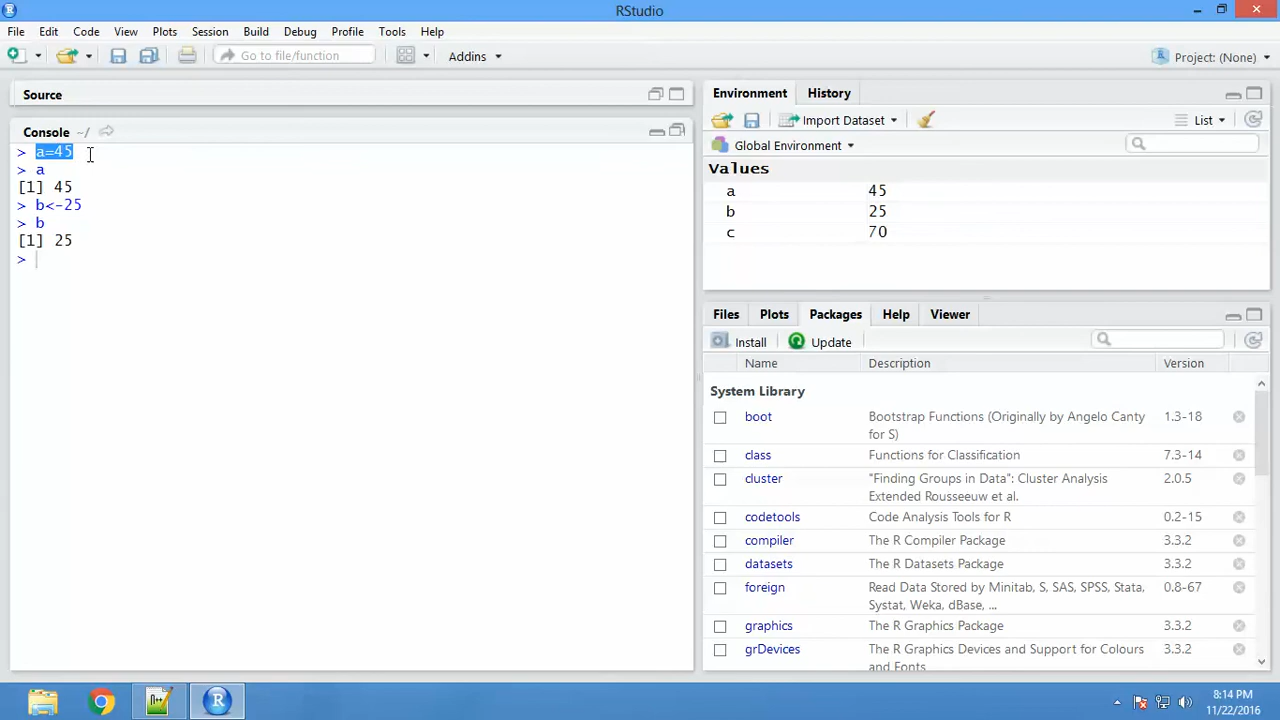 RStudio
File Edit Code View Plots Session Build Debug Profile Tools Help
Go to file/function Addins Project: (None)
Source
Console ~/
> a=45
> a
[1] 45
> b<-25
> b
[1] 25
>
Environment History
Import Dataset List
Global Environment
Values
a 45
b 25
c 70
Files Plots Packages Help Viewer
Install Update
Name Description Version
System Library
boot Bootstrap Functions (Originally by Angelo Canty 1.3-18
for S)
class Functions for Classification 7.3-14
cluster "Finding Groups in Data": Cluster Analysis 2.0.5
Extended Rousseeuw et al.
codetools Code Analysis Tools for R 0.2-15
compiler The R Compiler Package 3.3.2
datasets The R Datasets Package 3.3.2
foreign Read Data Stored by Minitab, S, SAS, SPSS, Stata, 0.8-67
Systat, Weka, dBase, ...
graphics The R Graphics Package 3.3.2
grDevices The R Graphics Devices and Support for Colours 3.3.2
and Fonts
8:14 PM
11/22/2016